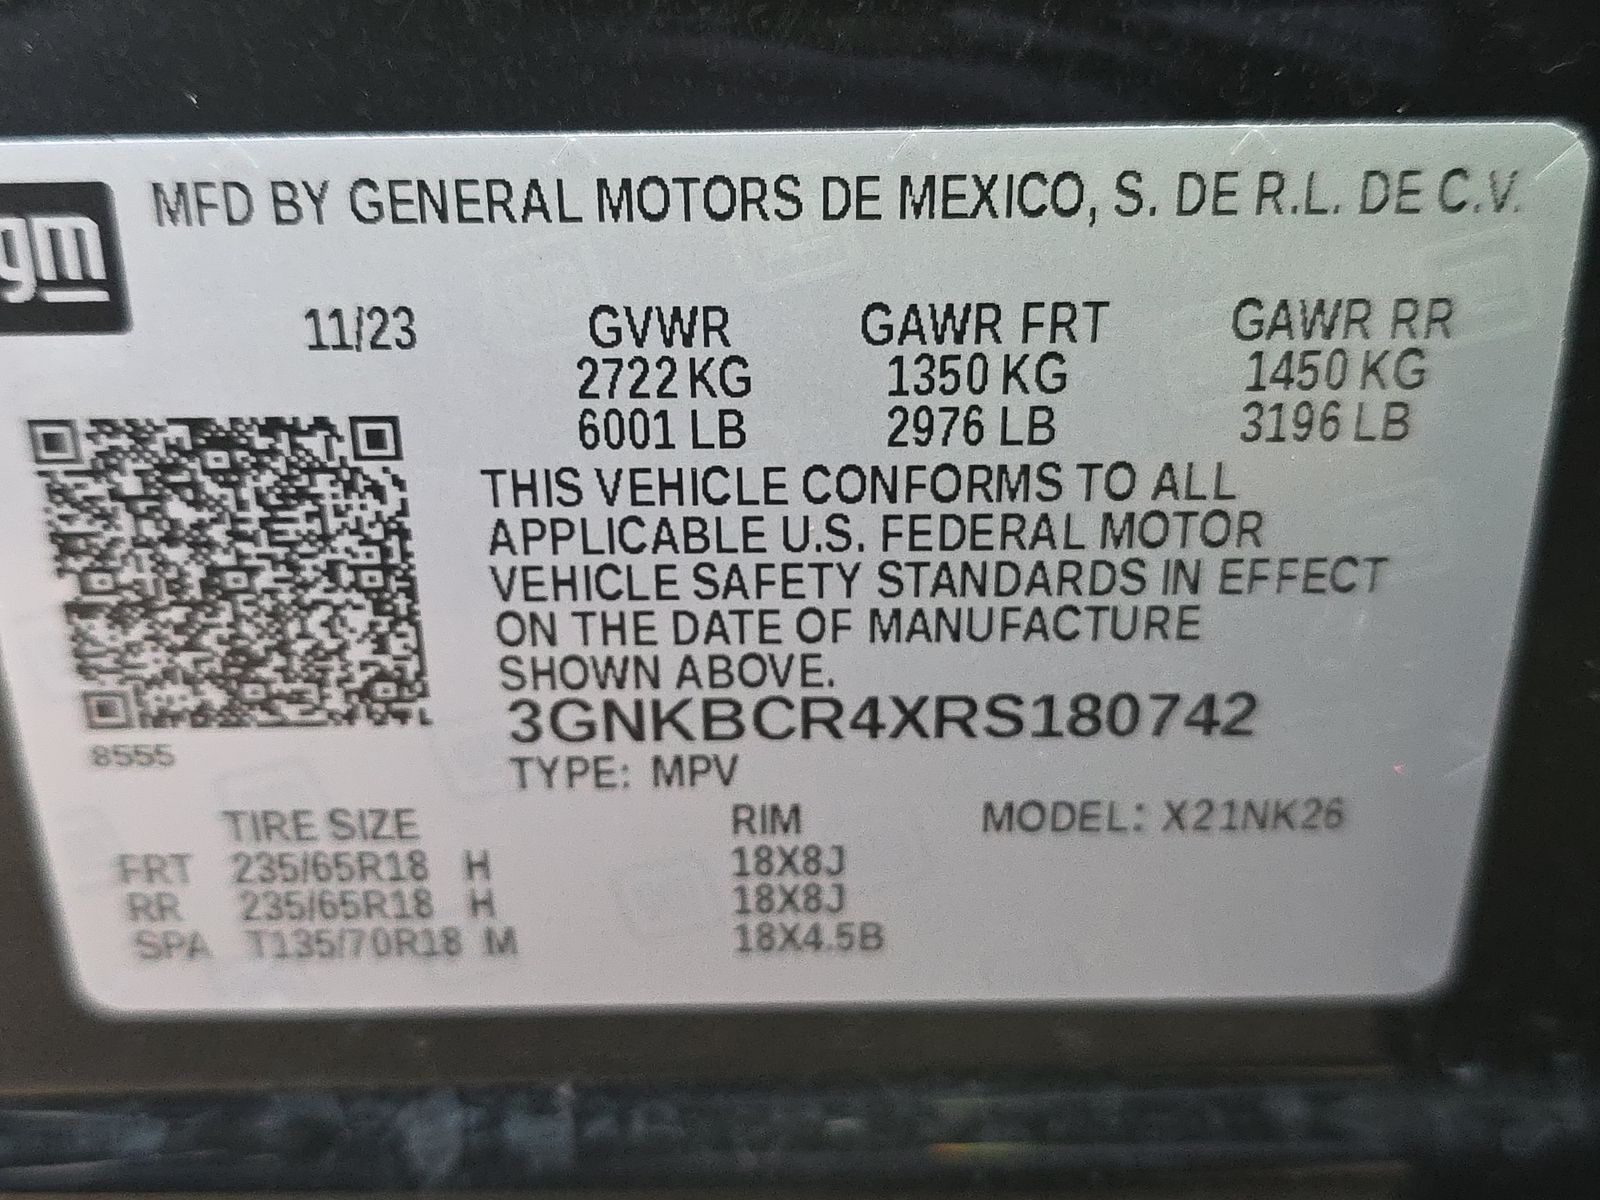 gm
MFD BY GENERAL MOTORS DE MEXICO, S. DE R.L. DE C.V.
11/23 GVWR GAWR FRT GAWR RR
2722 KG 1350 KG 1450 KG
6001 LB 2976 LB 3196 LB
THIS VEHICLE CONFORMS TO ALL
APPLICABLE U.S. FEDERAL MOTOR
VEHICLE SAFETY STANDARDS IN EFFECT
ON THE DATE OF MANUFACTURE
SHOWN ABOVE.
3GNKBCR4XRS180742
8555
TYPE: MPV
TIRE SIZE RIM MODEL: X21NK26
FRT 235/65R18 H 18X8J
RR 235/65R18 H 18X8J
SPA T135/70R18 M 18X4.5B